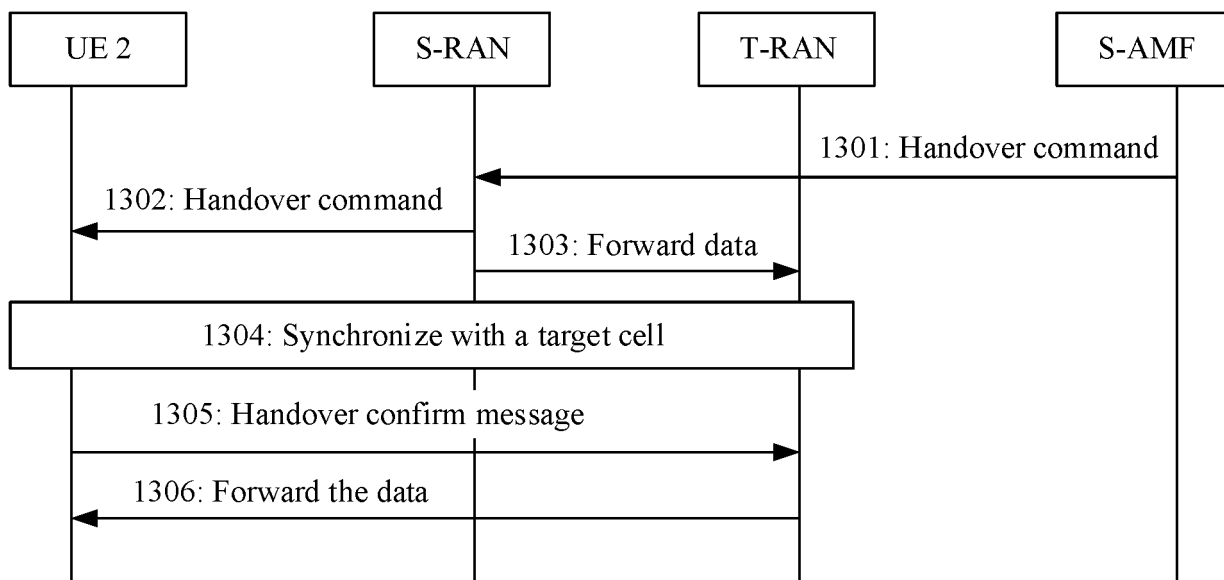 UE 2
S-RAN
T-RAN
S-AMF
1301: Handover command
1302: Handover command
1303: Forward data
1304: Synchronize with a target cell
1305: Handover confirm message
1306: Forward the data